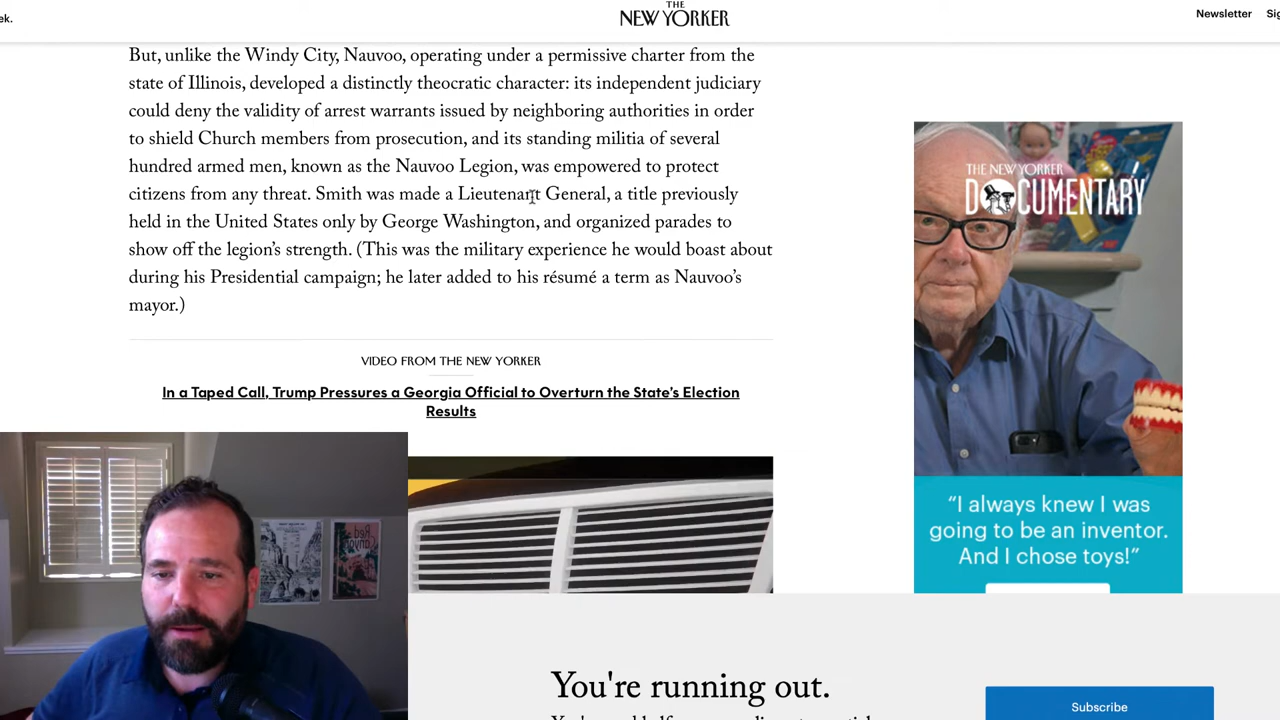 ek.
THE
NEW YORKER
Newsletter
But, unlike the Windy City, Nauvoo, operating under a permissive charter from the
state of Illinois, developed a distinctly theocratic character: its independent judiciary
could deny the validity of arrest warrants issued by neighboring authorities in order
to shield Church members from prosecution, and its standing militia of several
hundred armed men, known as the Nauvoo Legion, was empowered to protect
citizens from any threat. Smith was made a Lieutenant General, a title previously
held in the United States only by George Washington, and organized parades to
show off the legion’s strength. (This was the military experience he would boast about
during his Presidential campaign; he later added to his résumé a term as Nauvoo’s
mayor.)
VIDEO FROM THE NEW YORKER
In a Taped Call, Trump Pressures a Georgia Official to Overturn the State’s Election
Results
THE NEW YORKER
DOCUMENTARY
“I always knew I was
going to be an inventor.
And I chose toys!”
You're running out.
Subscribe